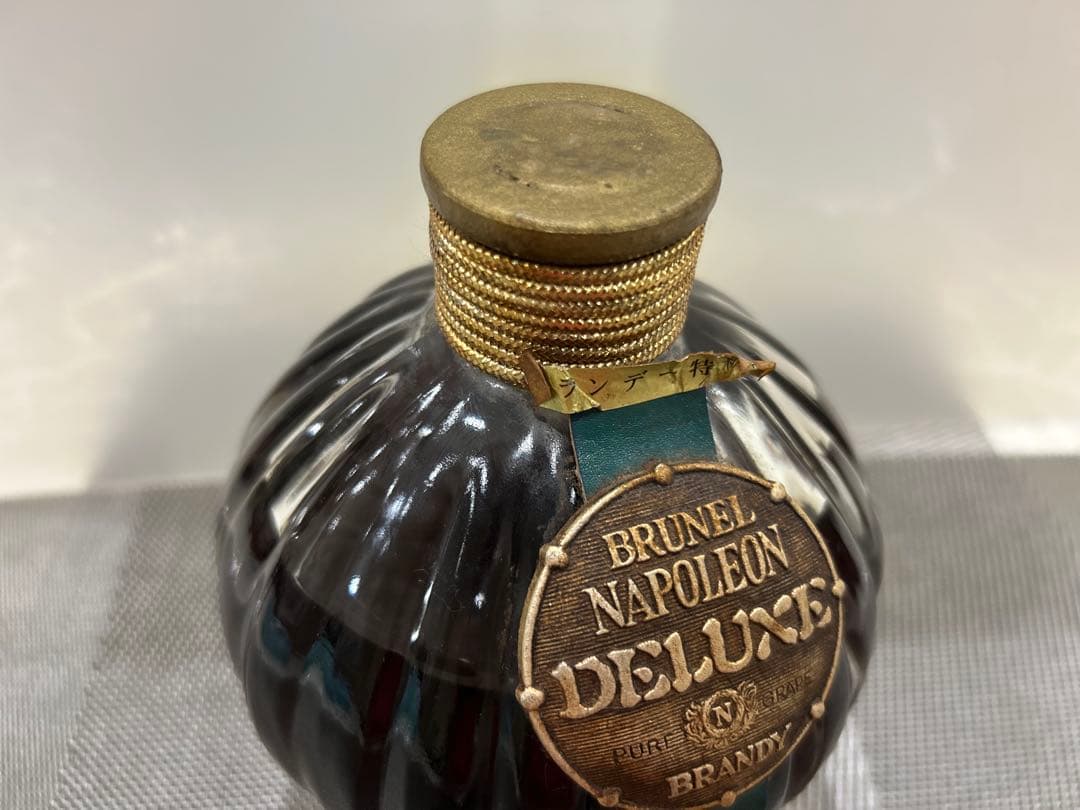 ランデー特
BRUNEL
NAPOLEON
DELUXE
N
PURE GRAPE
BRANDY